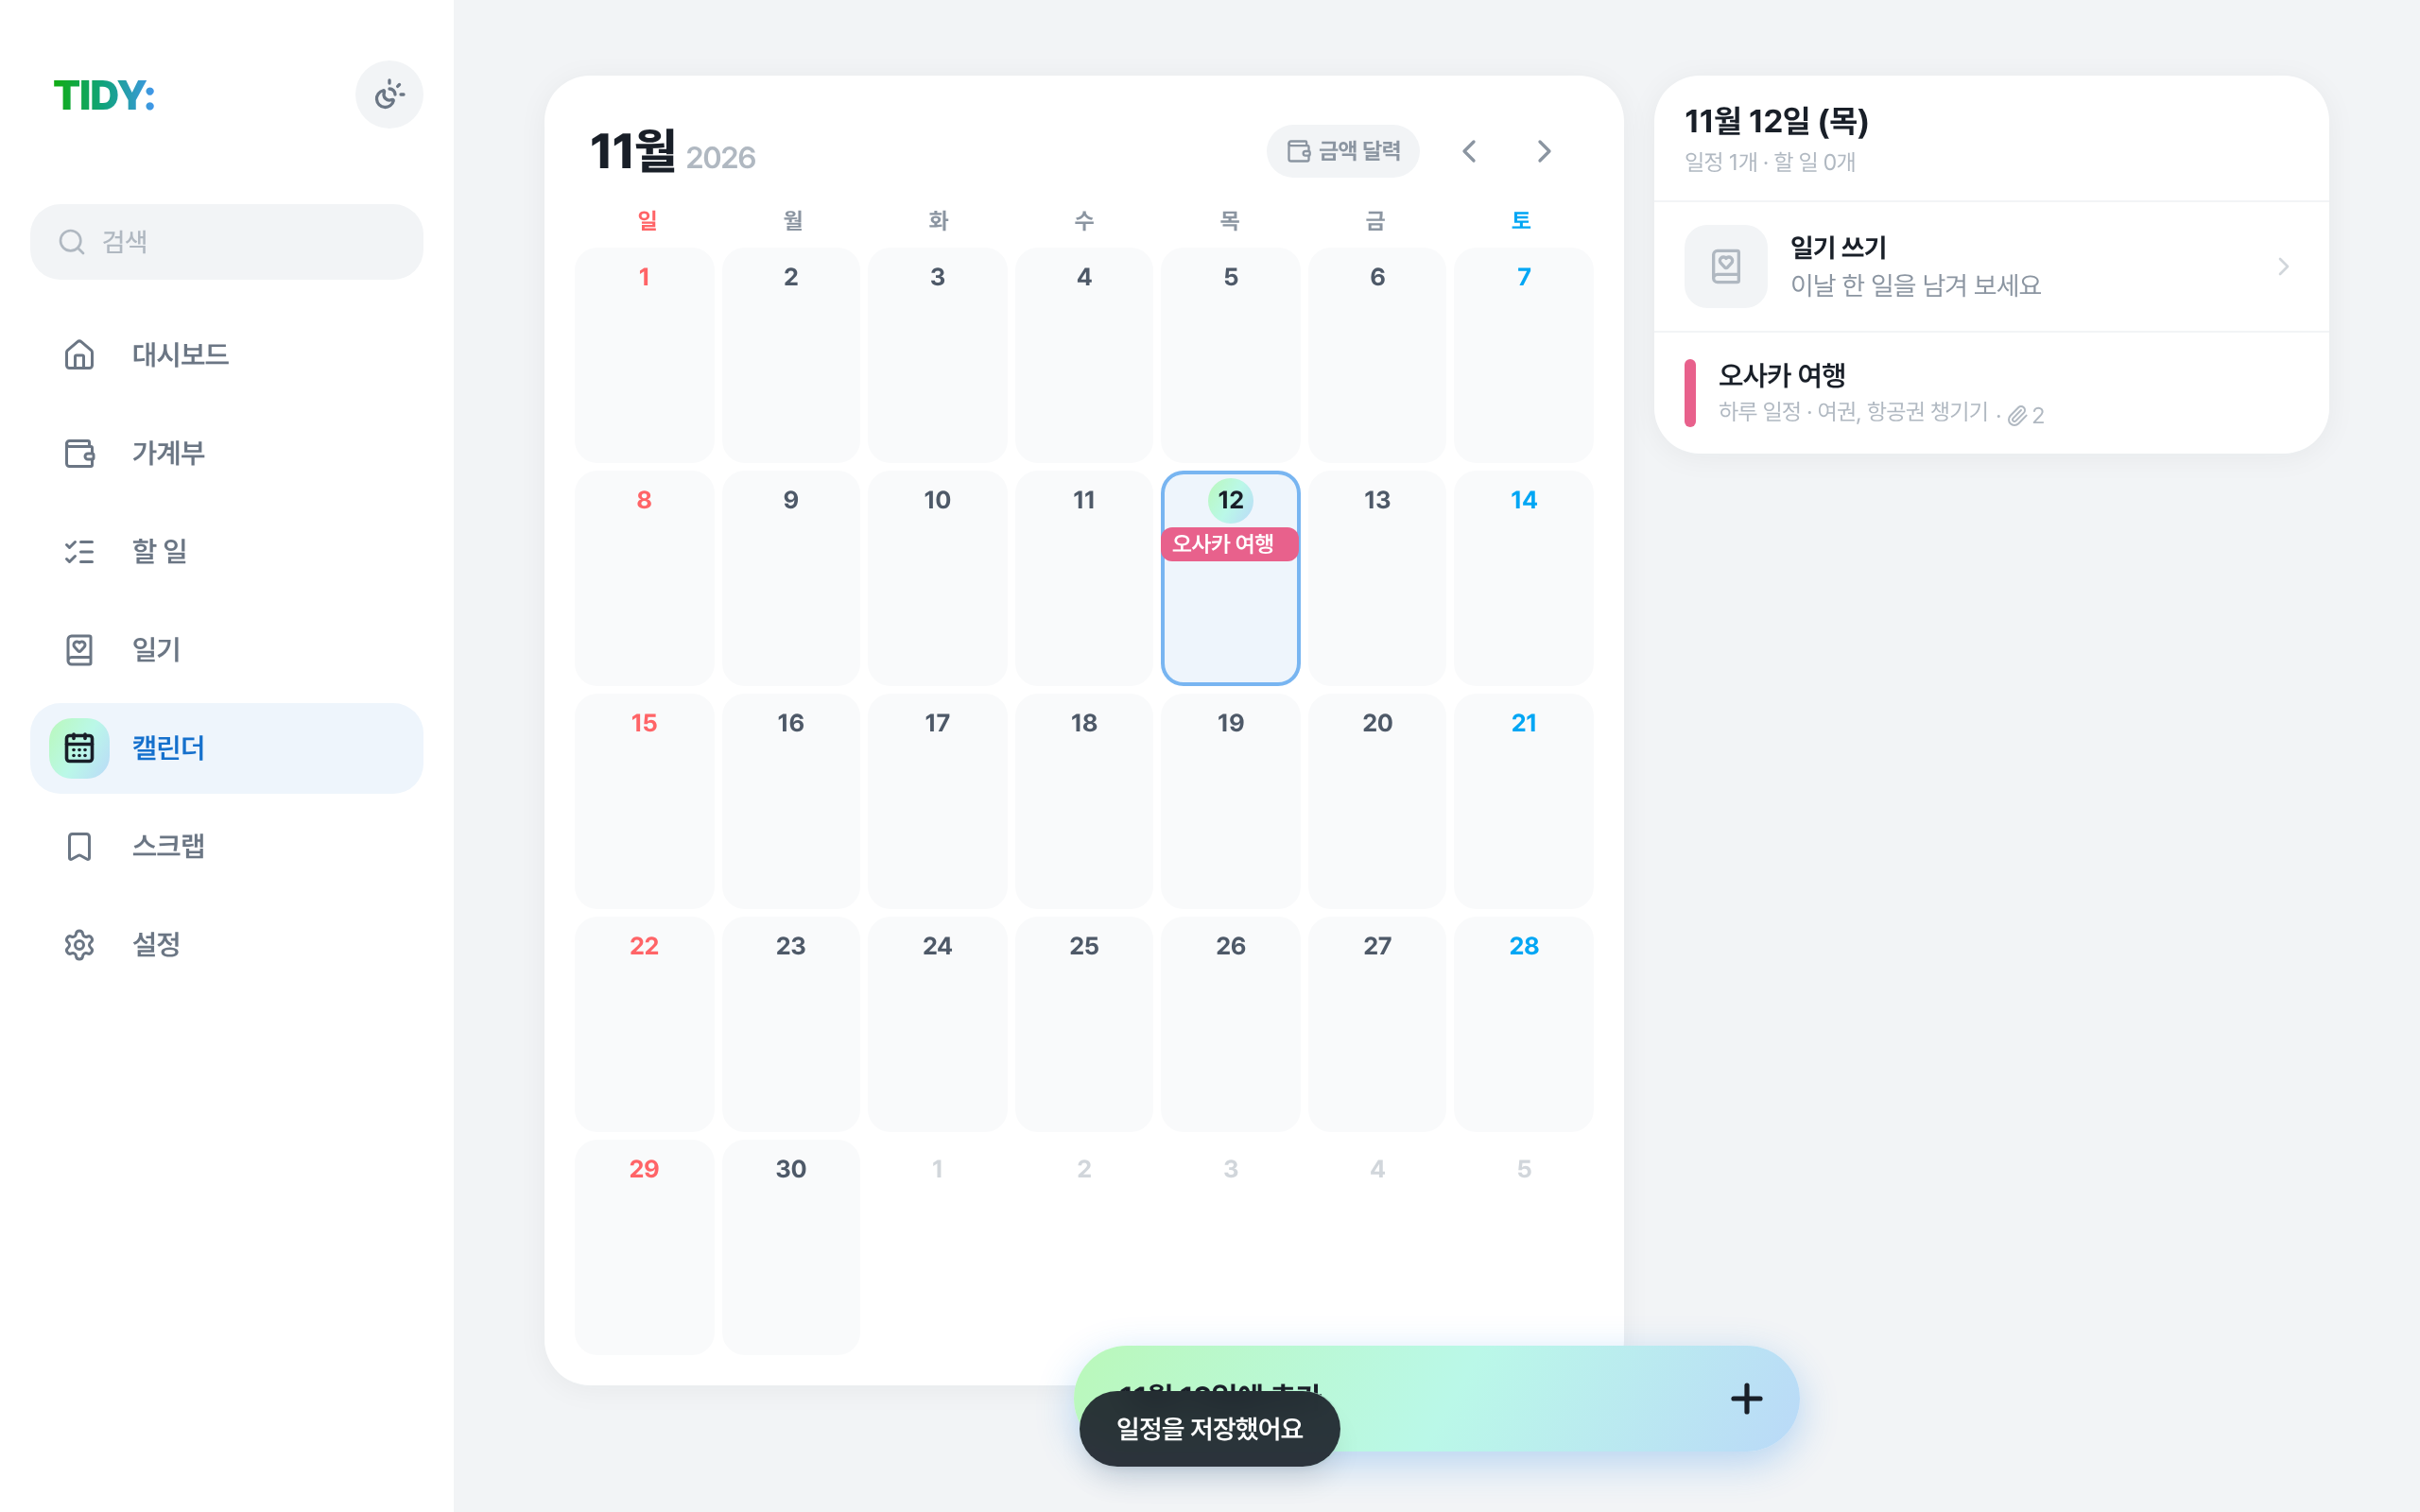 TIDY:
검색
대시보드
가계부
할 일
일기
캘린더
스크랩
설정
11월 2026
금액 달력
일 월 화 수 목 금 토
1 2 3 4 5 6 7
8 9 10 11 12 13 14
오사카 여행
15 16 17 18 19 20 21
22 23 24 25 26 27 28
29 30 1 2 3 4 5
11월 12일 (목)
일정 1개 · 할 일 0개
일기 쓰기
이날 한 일을 남겨 보세요
오사카 여행
하루 일정 · 여권, 항공권 챙기기 · 2
일정을 저장했어요